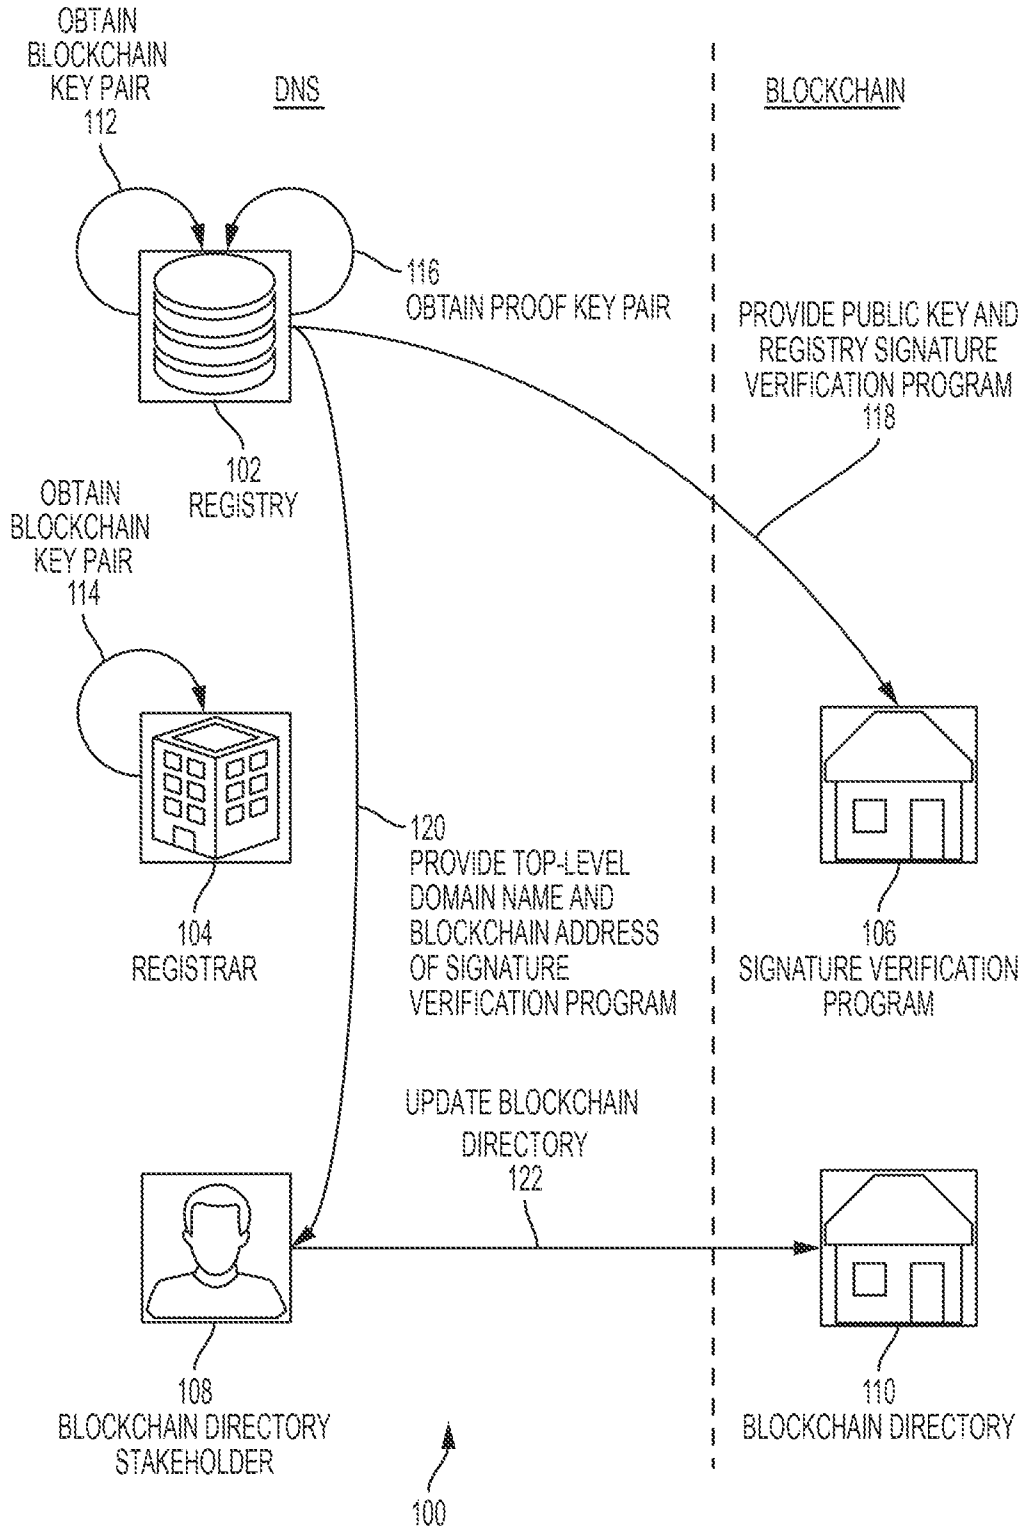 OBTAIN
BLOCKCHAIN
KEY PAIR
112
DNS
BLOCKCHAIN
116
OBTAIN PROOF KEY PAIR
PROVIDE PUBLIC KEY AND
REGISTRY SIGNATURE
VERIFICATION PROGRAM
118
102
REGISTRY
OBTAIN
BLOCKCHAIN
KEY PAIR
114
120
PROVIDE TOP-LEVEL
DOMAIN NAME AND
BLOCKCHAIN ADDRESS
OF SIGNATURE
VERIFICATION PROGRAM
104
REGISTRAR
106
SIGNATURE VERIFICATION
PROGRAM
UPDATE BLOCKCHAIN
DIRECTORY
122
108
BLOCKCHAIN DIRECTORY
STAKEHOLDER
110
BLOCKCHAIN DIRECTORY
100